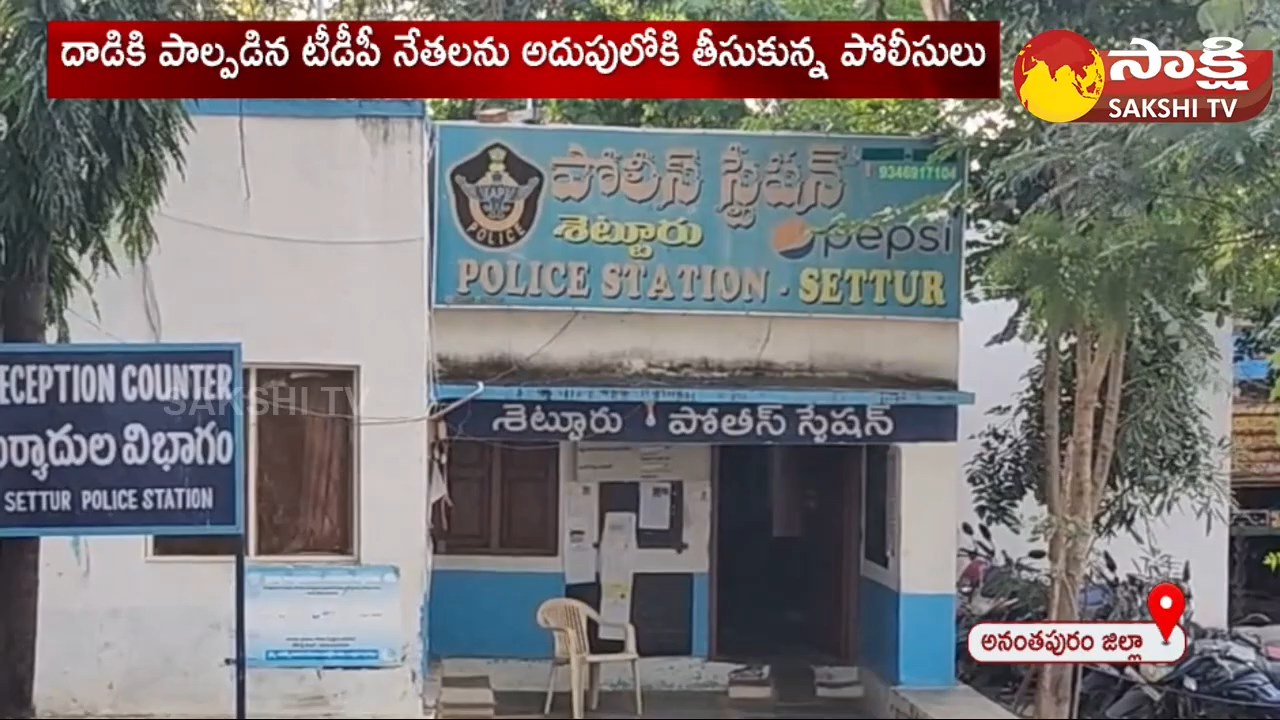 దాడికి పాల్పడిన టీడీపీ నేతలను అదుపులోకి తీసుకున్న పోలీసులు
సాక్షి
SAKSHI TV
పోలీస్ స్టేషన్
9346917104
శెట్టూరు
pepsi
POLICE
POLICE STATION - SETTUR
శెట్టూరు పోలీస్ స్టేషన్
ECEPTION COUNTER
ర్యాదుల విభాగం
SETTUR POLICE STATION
SAKSHI TV
అనంతపురం జిల్లా